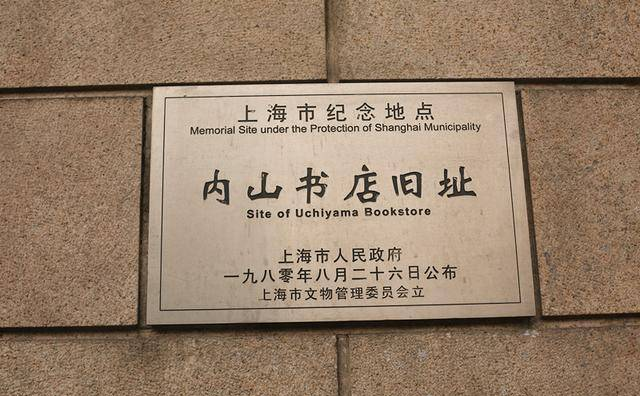 上海市纪念地点
Memorial Site under the Protection of Shanghai Municipality
内山书店旧址
Site of Uchiyama Bookstore
上海市人民政府
一九八零年八月二十六日公布
上海市文物管理委员会立